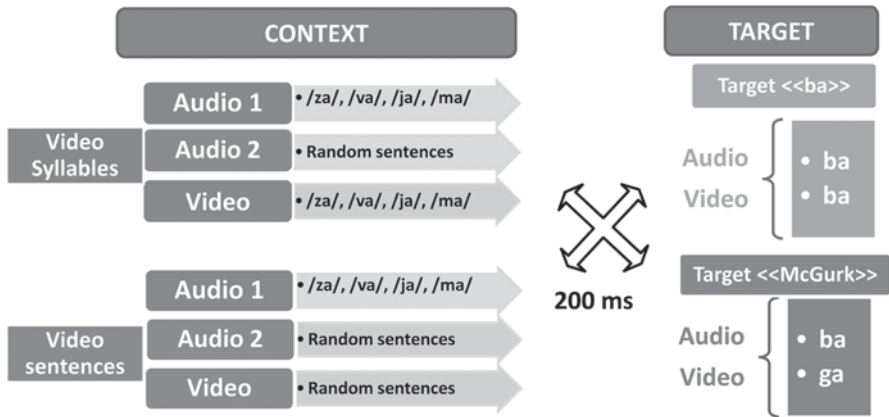 CONTEXT
Video
Syllables
Audio 1
• /za/, /va/, /ja/, /ma/
Audio 2
• Random sentences
Video
• /za/, /va/, /ja/, /ma/
Video
sentences
Audio 1
• /za/, /va/, /ja/, /ma/
Audio 2
• Random sentences
Video
• Random sentences
200 ms
TARGET
Target <<ba>>
Audio
• ba
Video
• ba
Target <<McGurk>>
Audio
• ba
Video
• ga